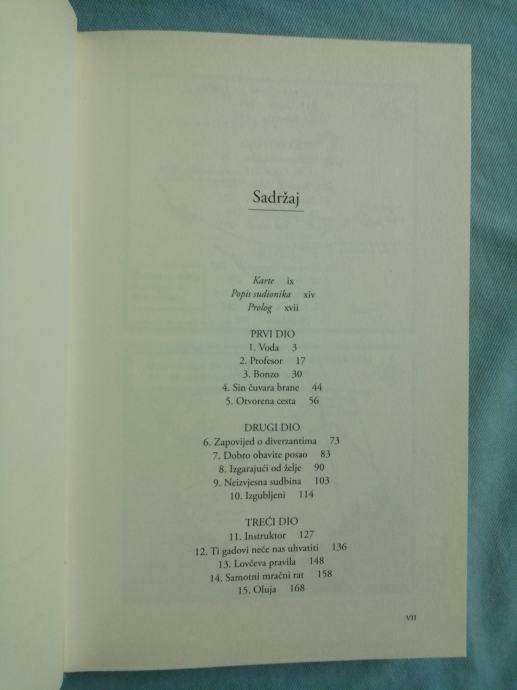 Sadržaj
Karte ix
Popis sudionika xiv
Prolog xvii
PRVI DIO
1. Voda 3
2. Profesor 17
3. Bonzo 30
4. Sin čuvara brane 44
5. Otvorena cesta 56
DRUGI DIO
6. Zapovijed o diverzantima 73
7. Dobro obavite posao 83
8. Izgarajući od želje 90
9. Neizvjesna sudbina 103
10. Izgubljeni 114
TREĆI DIO
11. Instruktor 127
12. Ti gadovi neće nas uhvatiti 136
13. Lovčeva pravila 148
14. Samotni mračni rat 158
15. Oluja 168
VII